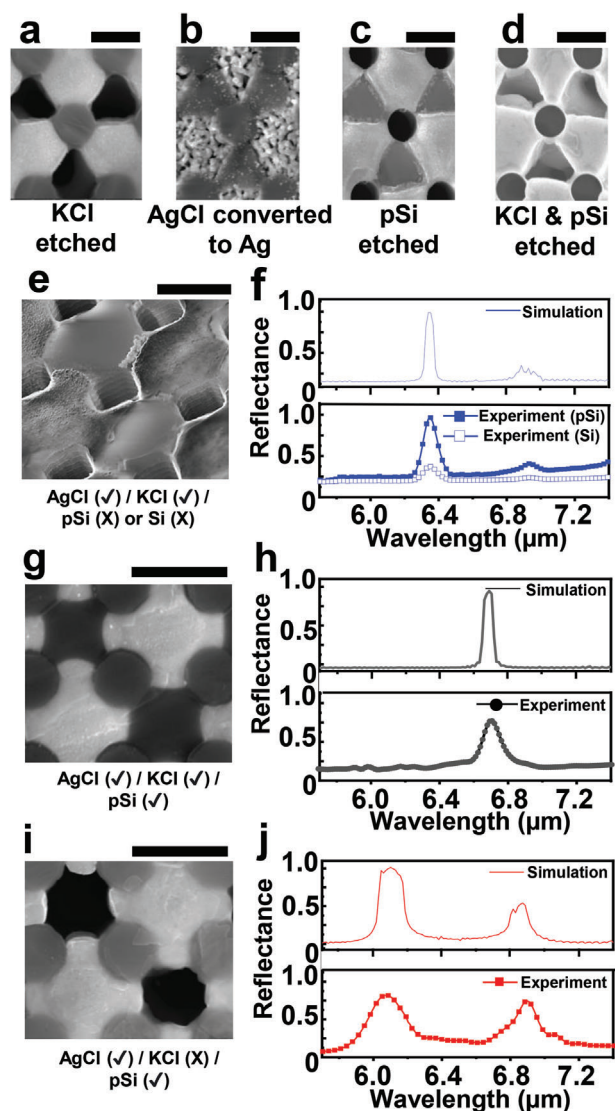 a
b
c
d
KCl
etched
AgCl converted
to Ag
pSi
etched
KCl & pSi
etched
e
AgCl (✓) / KCl (✓) /
pSi (X) or Si (X)
f
Reflectance
1.0
0.5
0
Simulation
1.0
0.5
0
Experiment (pSi)
Experiment (Si)
6.0 6.4 6.8 7.2
Wavelength (µm)
g
AgCl (✓) / KCl (✓) /
pSi (✓)
h
Reflectance
1.0
0.5
0
Simulation
1.0
0.5
0
Experiment
6.0 6.4 6.8 7.2
Wavelength (µm)
i
AgCl (✓) / KCl (X) /
pSi (✓)
j
Reflectance
1.0
0.5
0
Simulation
1.0
0.5
0
Experiment
6.0 6.4 6.8 7.2
Wavelength (µm)